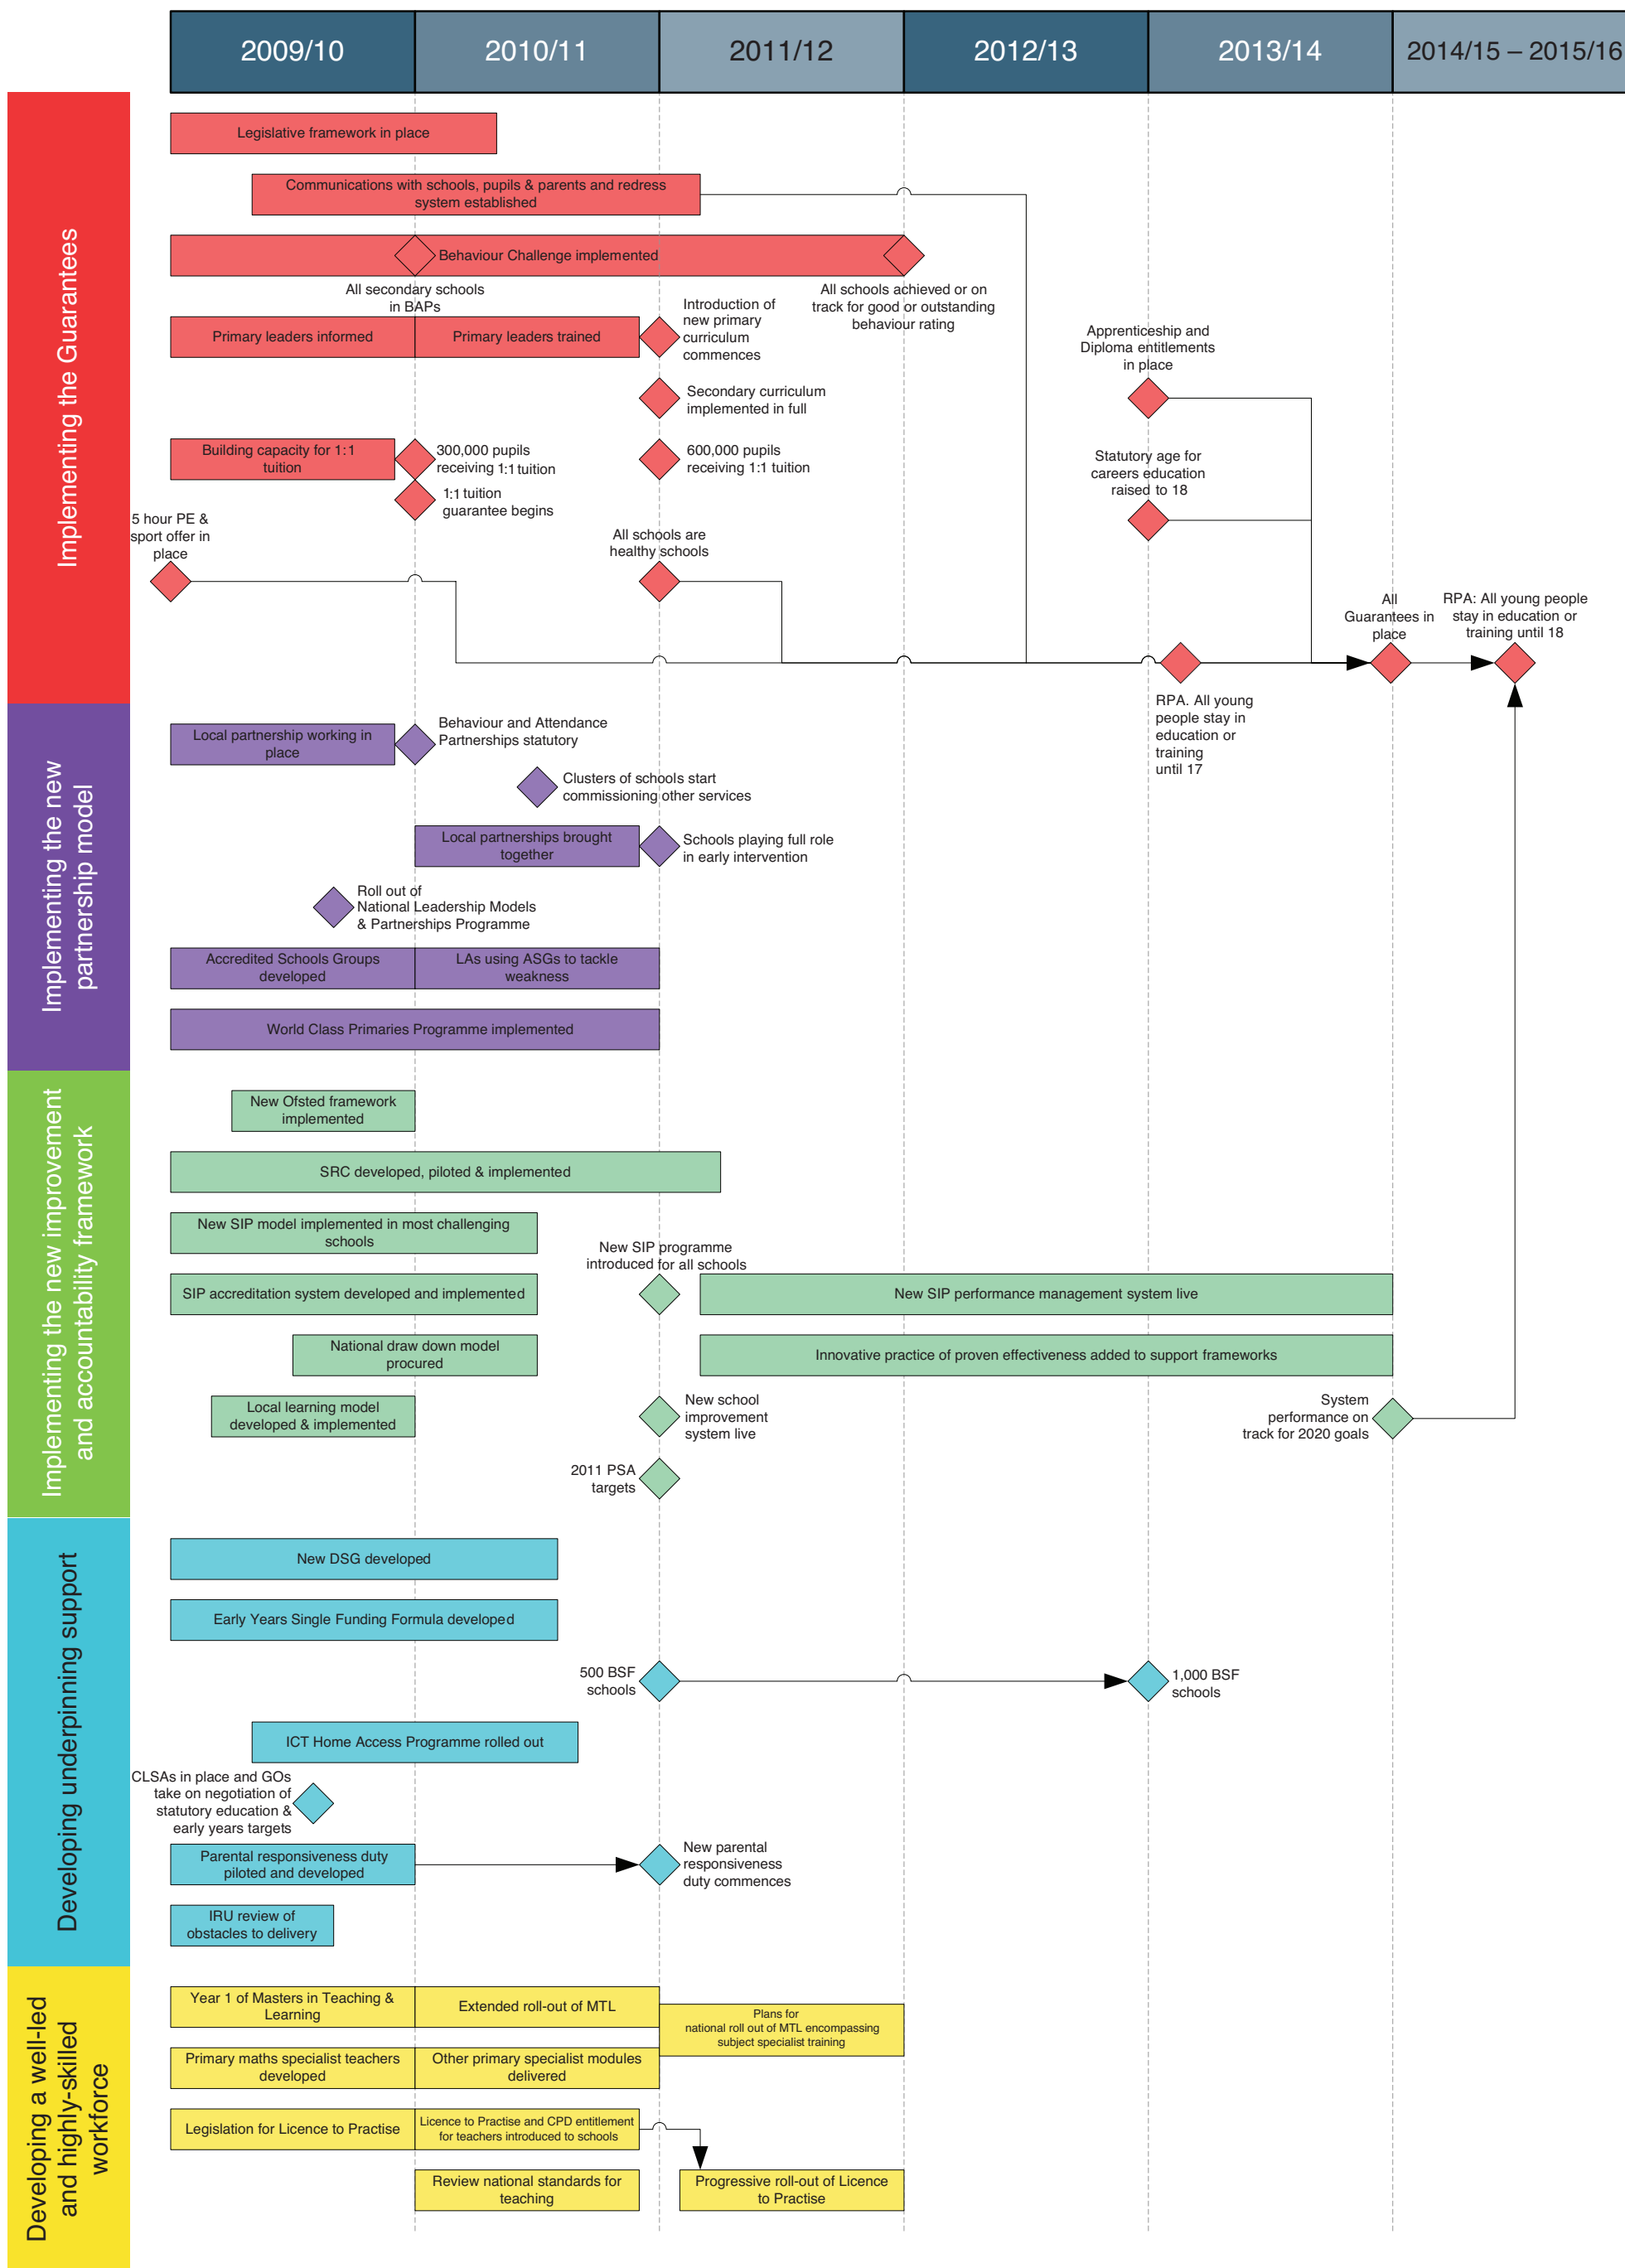 2009/10
2010/11
2011/12
2012/13
2013/14
2014/15 – 2015/16
Implementing the Guarantees
Legislative framework in place
Communications with schools, pupils & parents and redress
system established
Behaviour Challenge implemented
All secondary schools
in BAPs
All schools achieved or on
track for good or outstanding
behaviour rating
Primary leaders informed
Primary leaders trained
Introduction of
new primary
curriculum
commences
Apprenticeship and
Diploma entitlements
in place
Secondary curriculum
implemented in full
Building capacity for 1:1
tuition
300,000 pupils
receiving 1:1 tuition
600,000 pupils
receiving 1:1 tuition
Statutory age for
careers education
raised to 18
1:1 tuition
guarantee begins
5 hour PE &
sport offer in
place
All schools are
healthy schools
All
Guarantees in
place
RPA: All young people
stay in education or
training until 18
RPA. All young
people stay in
education or
training
until 17
Implementing the new
partnership model
Local partnership working in
place
Behaviour and Attendance
Partnerships statutory
Clusters of schools start
commissioning other services
Local partnerships brought
together
Schools playing full role
in early intervention
Roll out of
National Leadership Models
& Partnerships Programme
Accredited Schools Groups
developed
LAs using ASGs to tackle
weakness
World Class Primaries Programme implemented
Implementing the new improvement
and accountability framework
New Ofsted framework
implemented
SRC developed, piloted & implemented
New SIP model implemented in most challenging
schools
New SIP programme
introduced for all schools
SIP accreditation system developed and implemented
New SIP performance management system live
National draw down model
procured
Innovative practice of proven effectiveness added to support frameworks
Local learning model
developed & implemented
New school
improvement
system live
System
performance on
track for 2020 goals
2011 PSA
targets
Developing underpinning support
New DSG developed
Early Years Single Funding Formula developed
500 BSF
schools
1,000 BSF
schools
ICT Home Access Programme rolled out
CLSAs in place and GOs
take on negotiation of
statutory education &
early years targets
Parental responsiveness duty
piloted and developed
New parental
responsiveness
duty commences
IRU review of
obstacles to delivery
Developing a well-led
and highly-skilled
workforce
Year 1 of Masters in Teaching &
Learning
Extended roll-out of MTL
Plans for
national roll out of MTL encompassing
subject specialist training
Primary maths specialist teachers
developed
Other primary specialist modules
delivered
Legislation for Licence to Practise
Licence to Practise and CPD entitlement
for teachers introduced to schools
Review national standards for
teaching
Progressive roll-out of Licence
to Practise